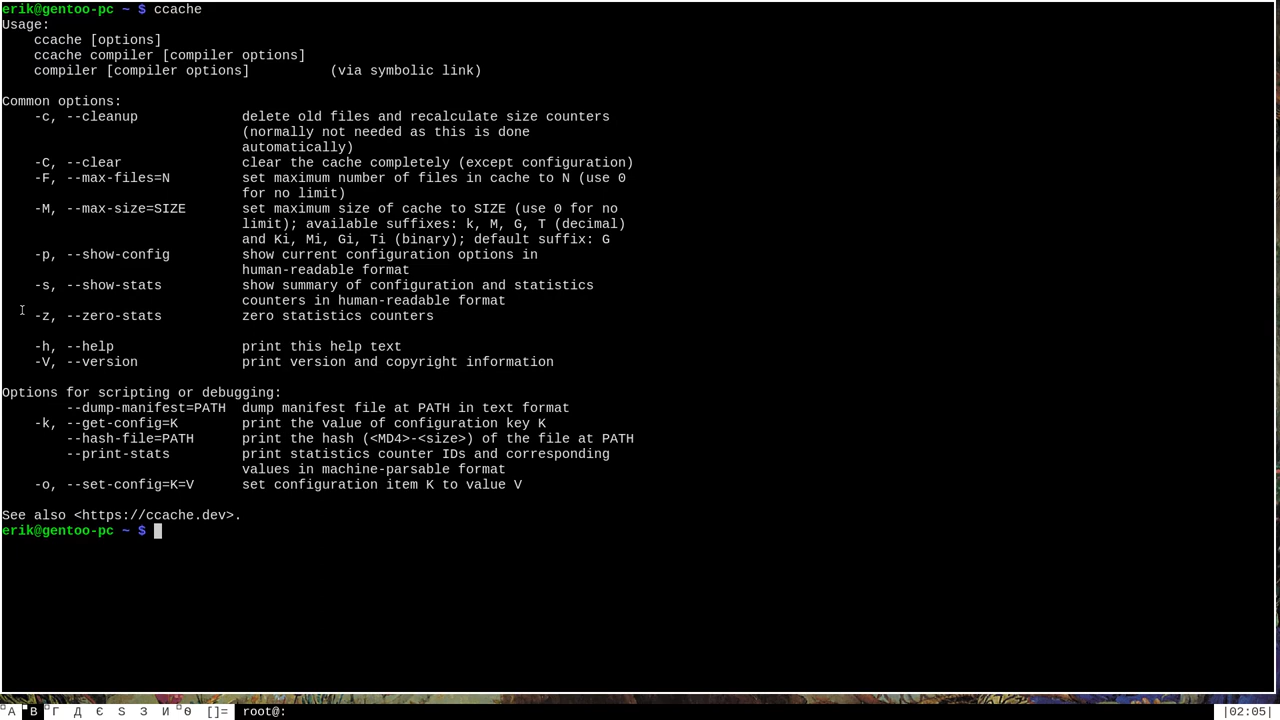 erik@gentoo-pc ~ $ ccache
Usage:
    ccache [options]
    ccache compiler [compiler options]
    compiler [compiler options]          (via symbolic link)

Common options:
    -c, --cleanup             delete old files and recalculate size counters
                              (normally not needed as this is done
                              automatically)
    -C, --clear               clear the cache completely (except configuration)
    -F, --max-files=N         set maximum number of files in cache to N (use 0
                              for no limit)
    -M, --max-size=SIZE       set maximum size of cache to SIZE (use 0 for no
                              limit); available suffixes: k, M, G, T (decimal)
                              and Ki, Mi, Gi, Ti (binary); default suffix: G
    -p, --show-config         show current configuration options in
                              human-readable format
    -s, --show-stats          show summary of configuration and statistics
                              counters in human-readable format
    -z, --zero-stats          zero statistics counters

    -h, --help                print this help text
    -V, --version             print version and copyright information

Options for scripting or debugging:
        --dump-manifest=PATH  dump manifest file at PATH in text format
    -k, --get-config=K        print the value of configuration key K
        --hash-file=PATH      print the hash (<MD4>-<size>) of the file at PATH
        --print-stats         print statistics counter IDs and corresponding
                              values in machine-parsable format
    -o, --set-config=K=V      set configuration item K to value V

See also <https://ccache.dev>.
erik@gentoo-pc ~ $
А В Г Д Є Ѕ З И Ѳ []= root@: |02:05|